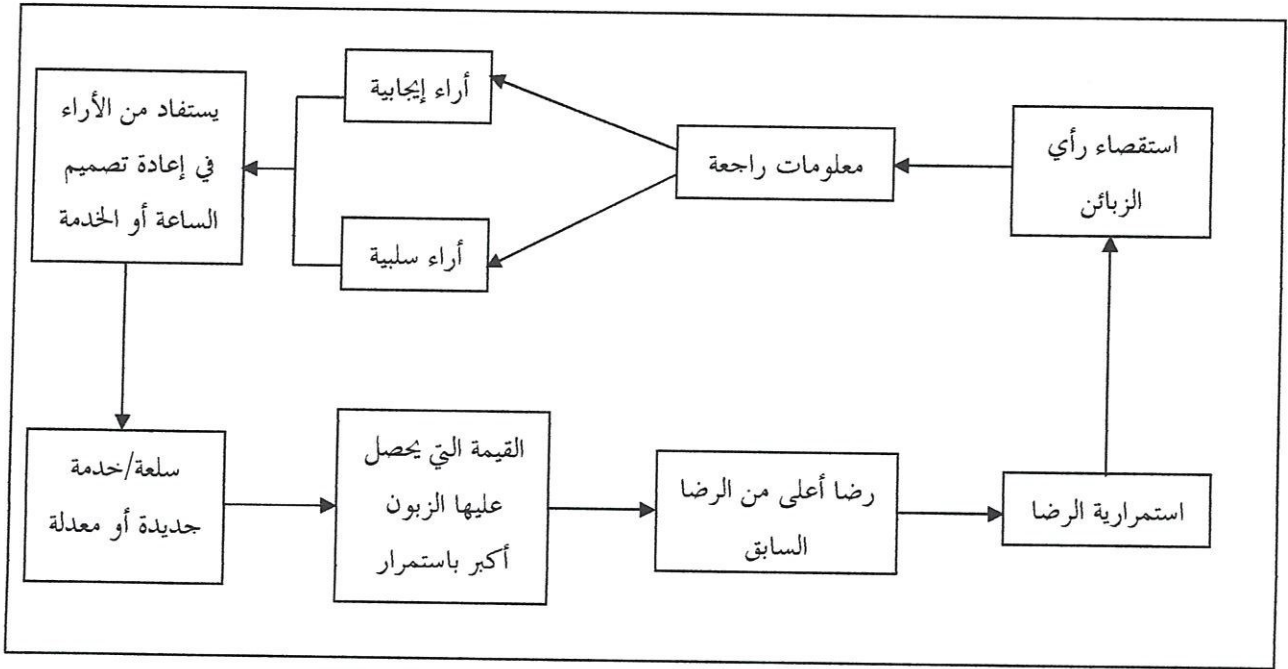 استقصاء رأي
الزبائن
معلومات راجعة
أراء إيجابية
أراء سلبية
يستفاد من الأراء
في إعادة تصميم
الساعة أو الخدمة
سلعة/خدمة
جديدة أو معدلة
القيمة التي يحصل
عليها الزبون
أكبر باستمرار
رضا أعلى من الرضا
السابق
استمرارية الرضا